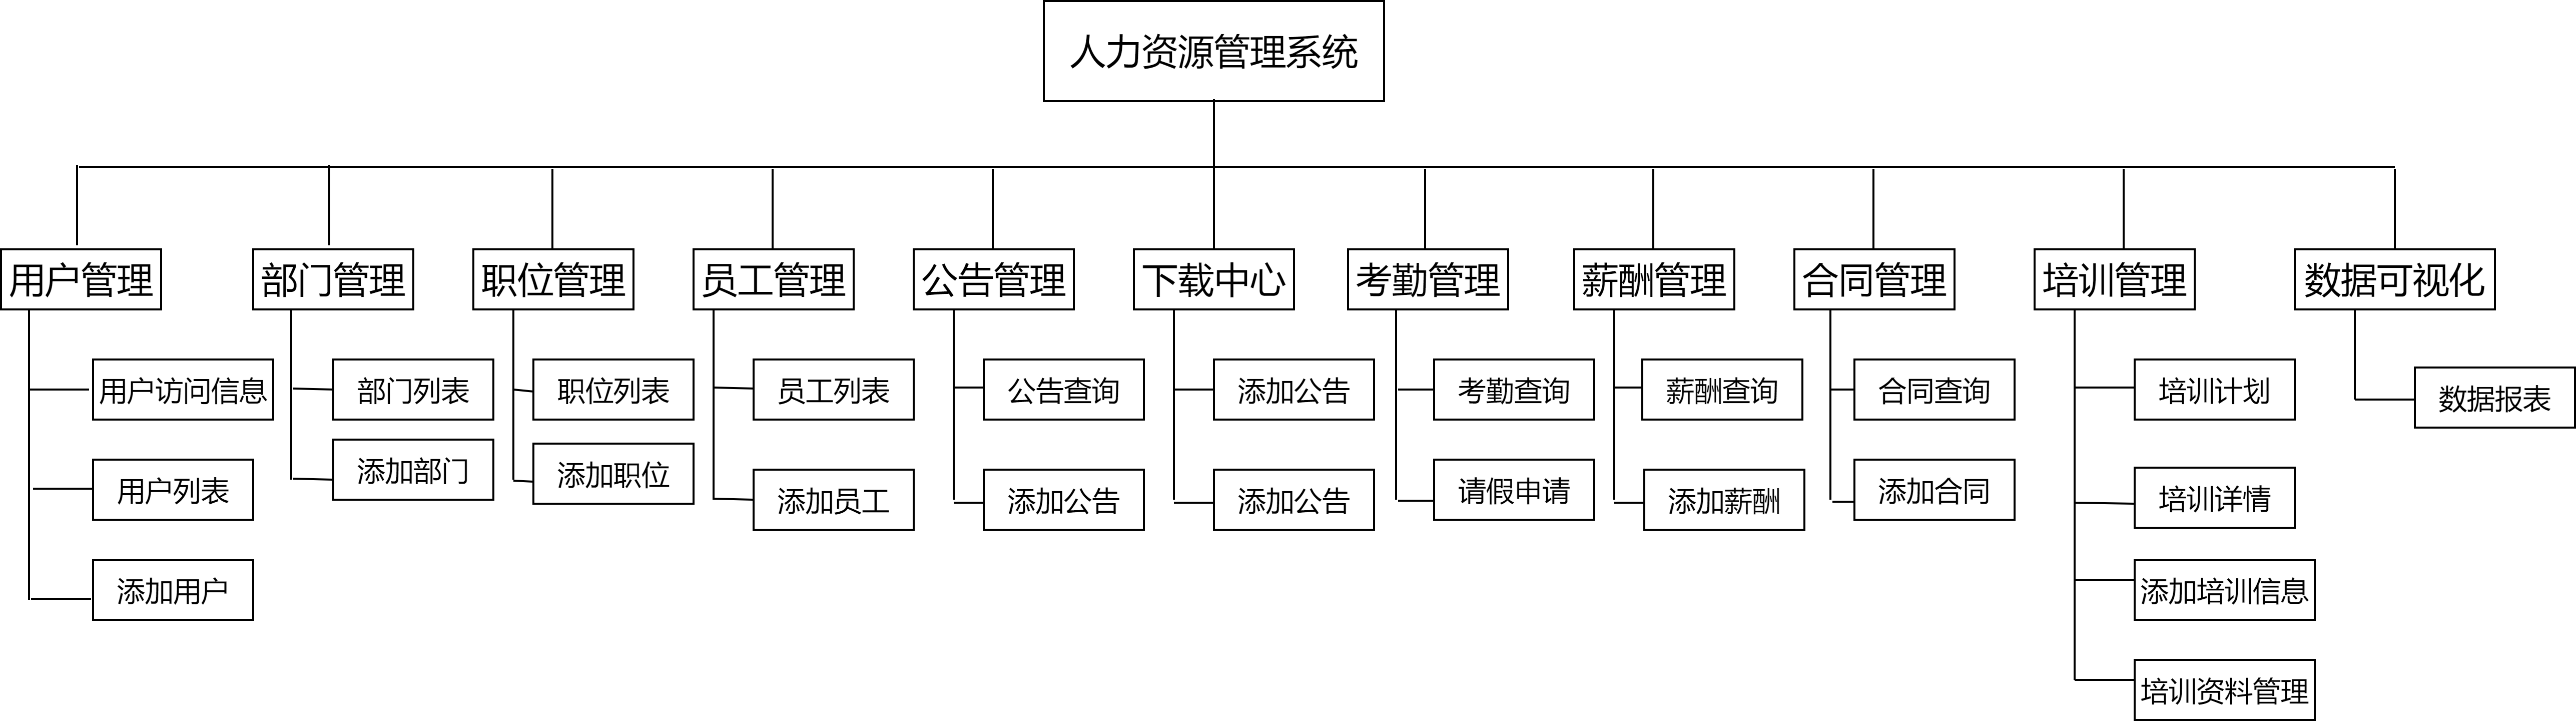 人力资源管理系统
用户管理
部门管理
职位管理
员工管理
公告管理
下载中心
考勤管理
薪酬管理
合同管理
培训管理
数据可视化
用户访问信息
部门列表
职位列表
员工列表
公告查询
添加公告
考勤查询
薪酬查询
合同查询
培训计划
数据报表
用户列表
添加部门
添加职位
添加员工
添加公告
添加公告
请假申请
添加薪酬
添加合同
培训详情
添加用户
添加培训信息
培训资料管理